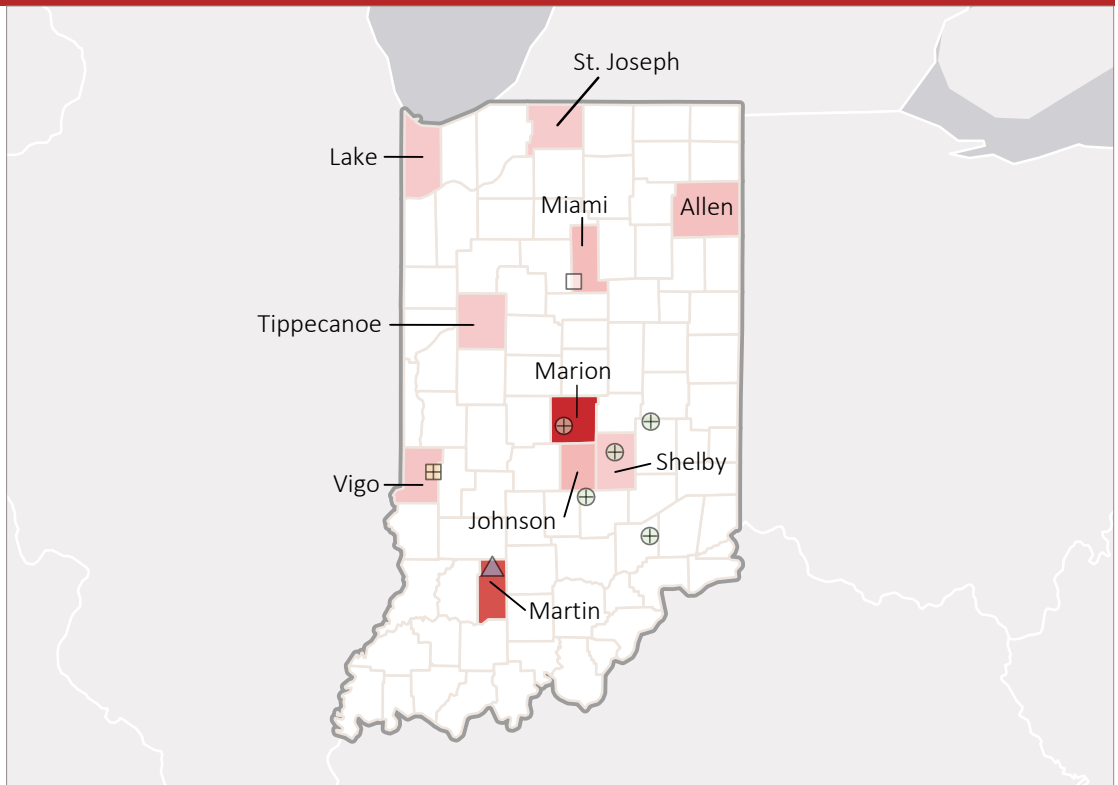 St. Joseph
Lake
Miami
Allen
Tippecanoe
Marion
Shelby
Vigo
Johnson
Martin